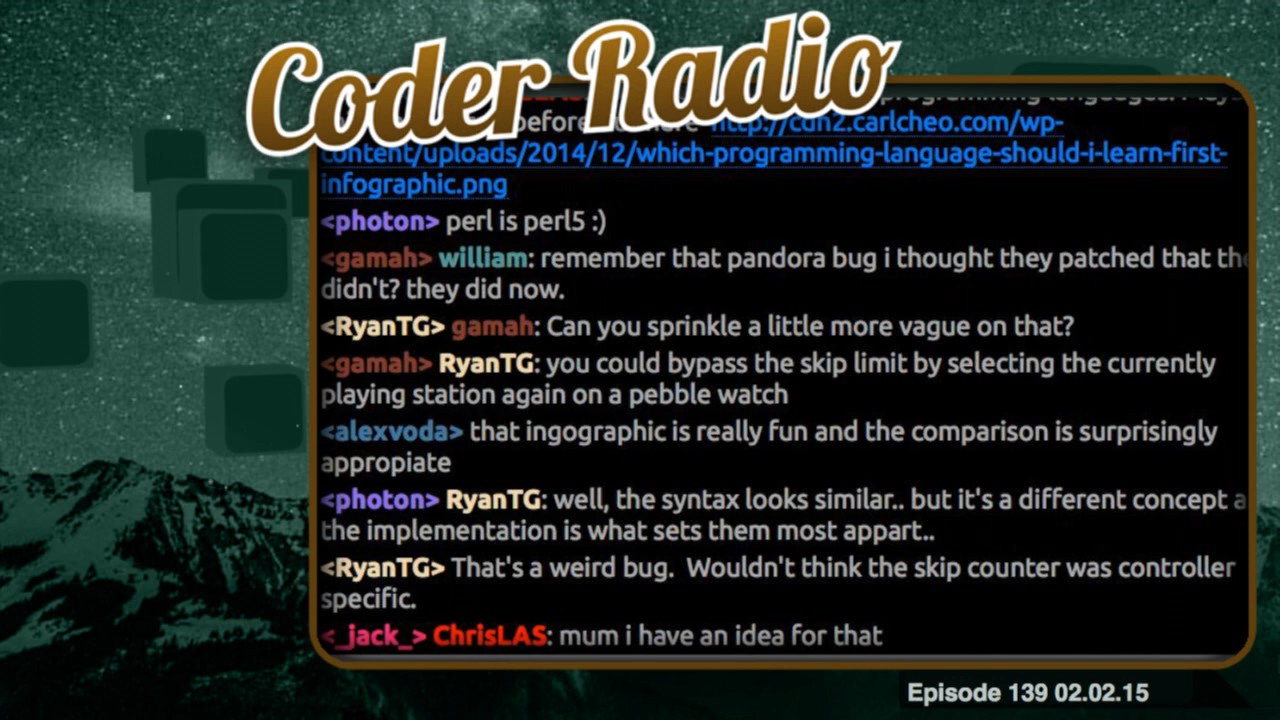 Coder Radio
programming languages.
before
http://cdn2.carlcheo.com/wp-
content/uploads/2014/12/which-programming-language-should-i-learn-first-
infographic.png
<photon> perl is perl5 :)
<gamah> william: remember that pandora bug i thought they patched that the
didn't? they did now.
<RyanTG> gamah: Can you sprinkle a little more vague on that?
<gamah> RyanTG: you could bypass the skip limit by selecting the currently
playing station again on a pebble watch
<alexvoda> that ingographic is really fun and the comparison is surprisingly
appropiate
<photon> RyanTG: well, the syntax looks similar.. but it's a different concept a
the implementation is what sets them most appart..
<RyanTG> That's a weird bug.  Wouldn't think the skip counter was controller
specific.
<_jack_> ChrisLAS: mum i have an idea for that
Episode 139 02.02.15